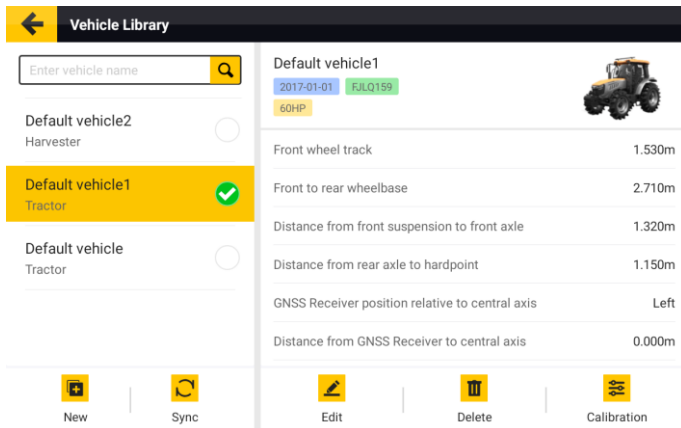 Vehicle Library
Enter vehicle name
Default vehicle2
Harvester
Default vehicle1
Tractor
Default vehicle
Tractor
New
Sync
Default vehicle1
2017-01-01 FJLQ159
60HP
Front wheel track 1.530m
Front to rear wheelbase 2.710m
Distance from front suspension to front axle 1.320m
Distance from rear axle to hardpoint 1.150m
GNSS Receiver position relative to central axis Left
Distance from GNSS Receiver to central axis 0.000m
Edit
Delete
Calibration